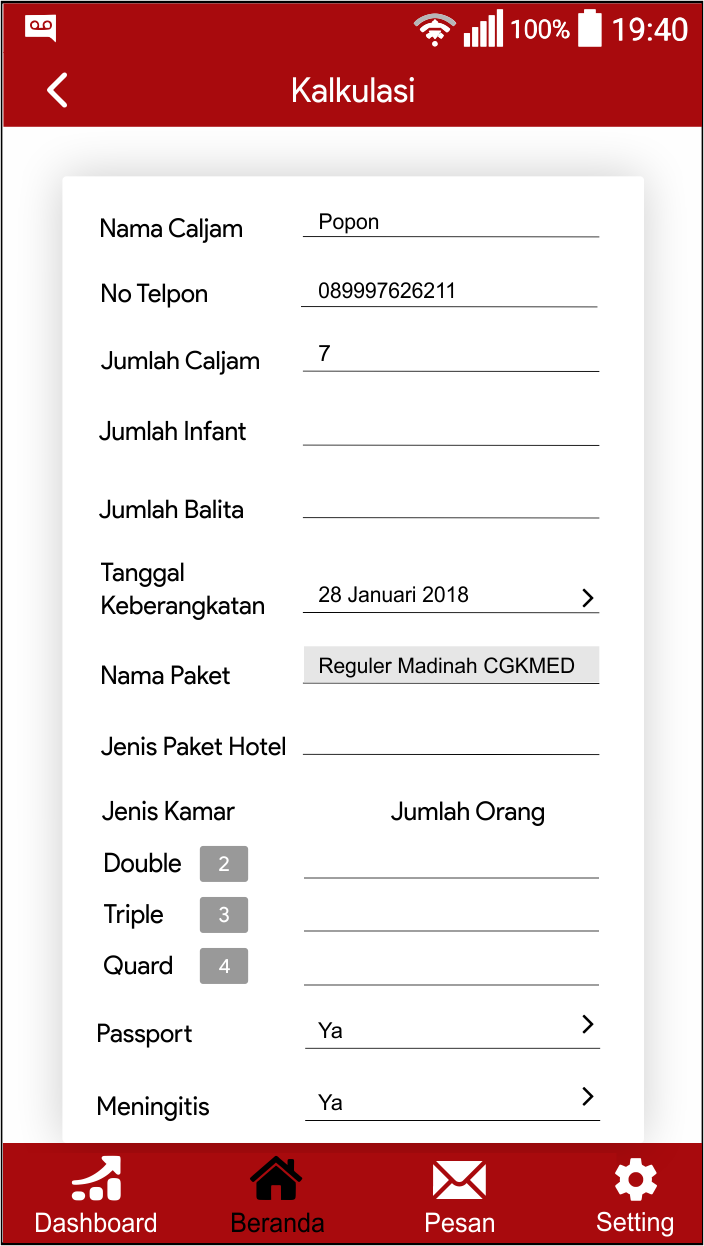 100% 19:40
Kalkulasi
Nama Caljam Popon
No Telpon 089997626211
Jumlah Caljam 7
Jumlah Infant
Jumlah Balita
Tanggal
Keberangkatan 28 Januari 2018
Nama Paket Reguler Madinah CGKMED
Jenis Paket Hotel
Jenis Kamar Jumlah Orang
Double 2
Triple 3
Quard 4
Passport Ya
Meningitis Ya
Dashboard Beranda Pesan Setting